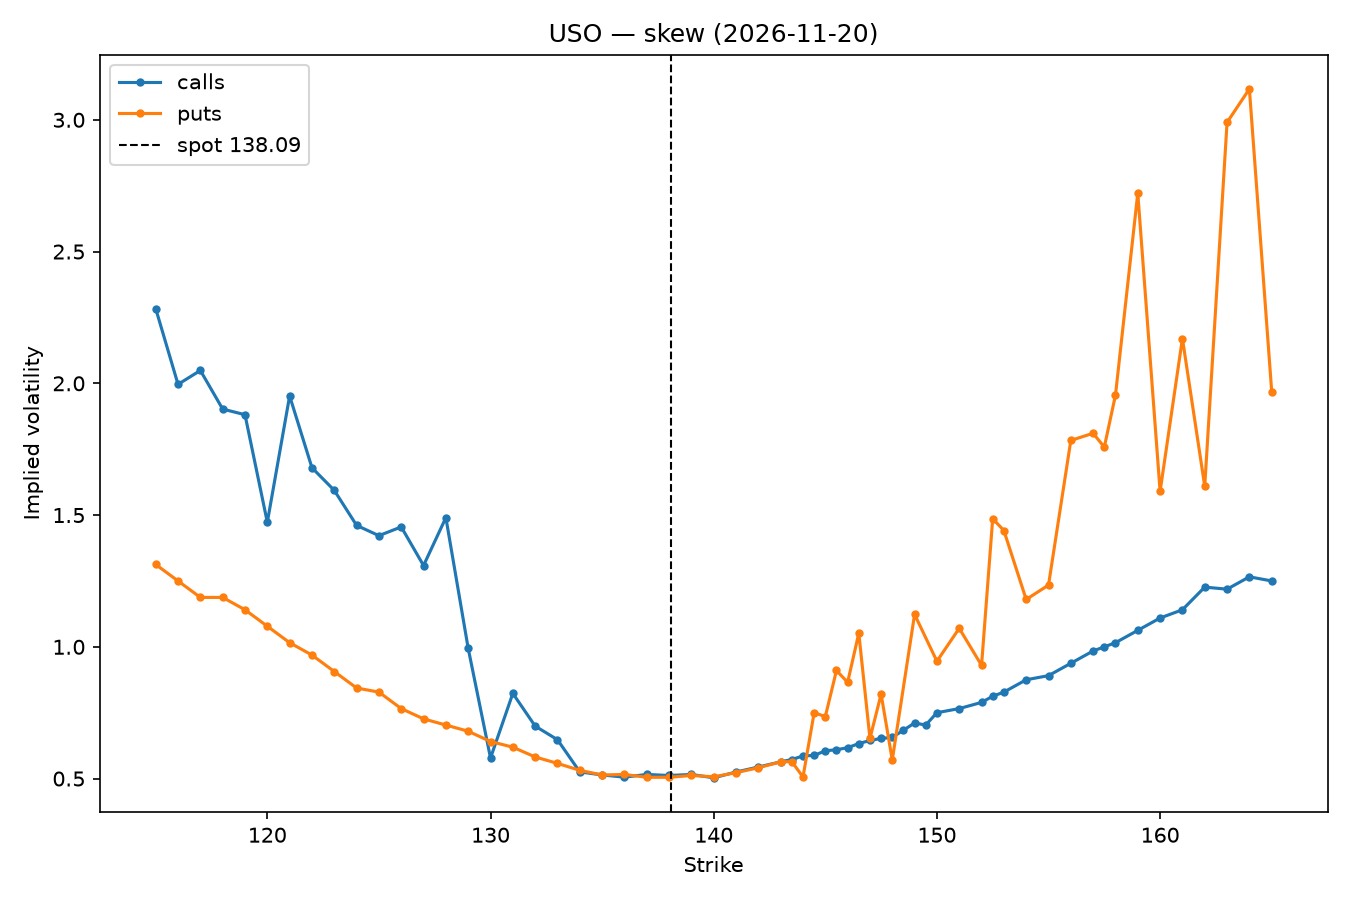 USO — skew (2026-11-20)
calls
puts
spot 138.09
3.0
2.5
2.0
1.5
1.0
0.5
Implied volatility
120 130 140 150 160
Strike